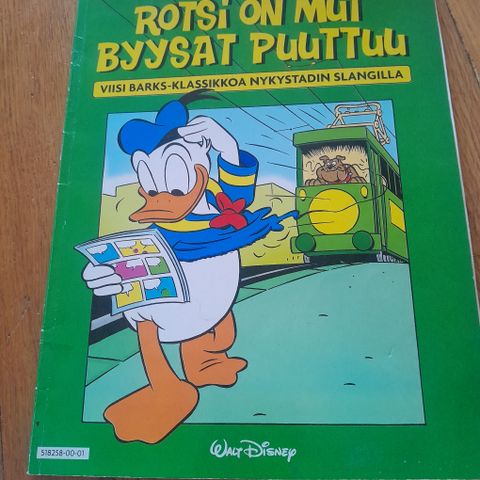 ROTSI ON MUT
BYYSAT PUUTTUU
VIISI BARKS-KLASSIKKOA NYKYSTADIN SLANGILLA
518258-00-01
WALT DISNEY